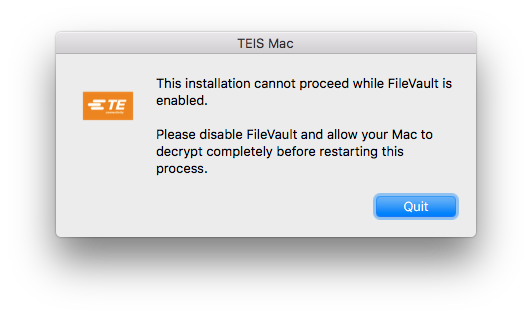 TEIS Mac
This installation cannot proceed while FileVault is
enabled.
TE
Please disable FileVault and allow your Mac to
decrypt completely before restarting this
process.
Quit